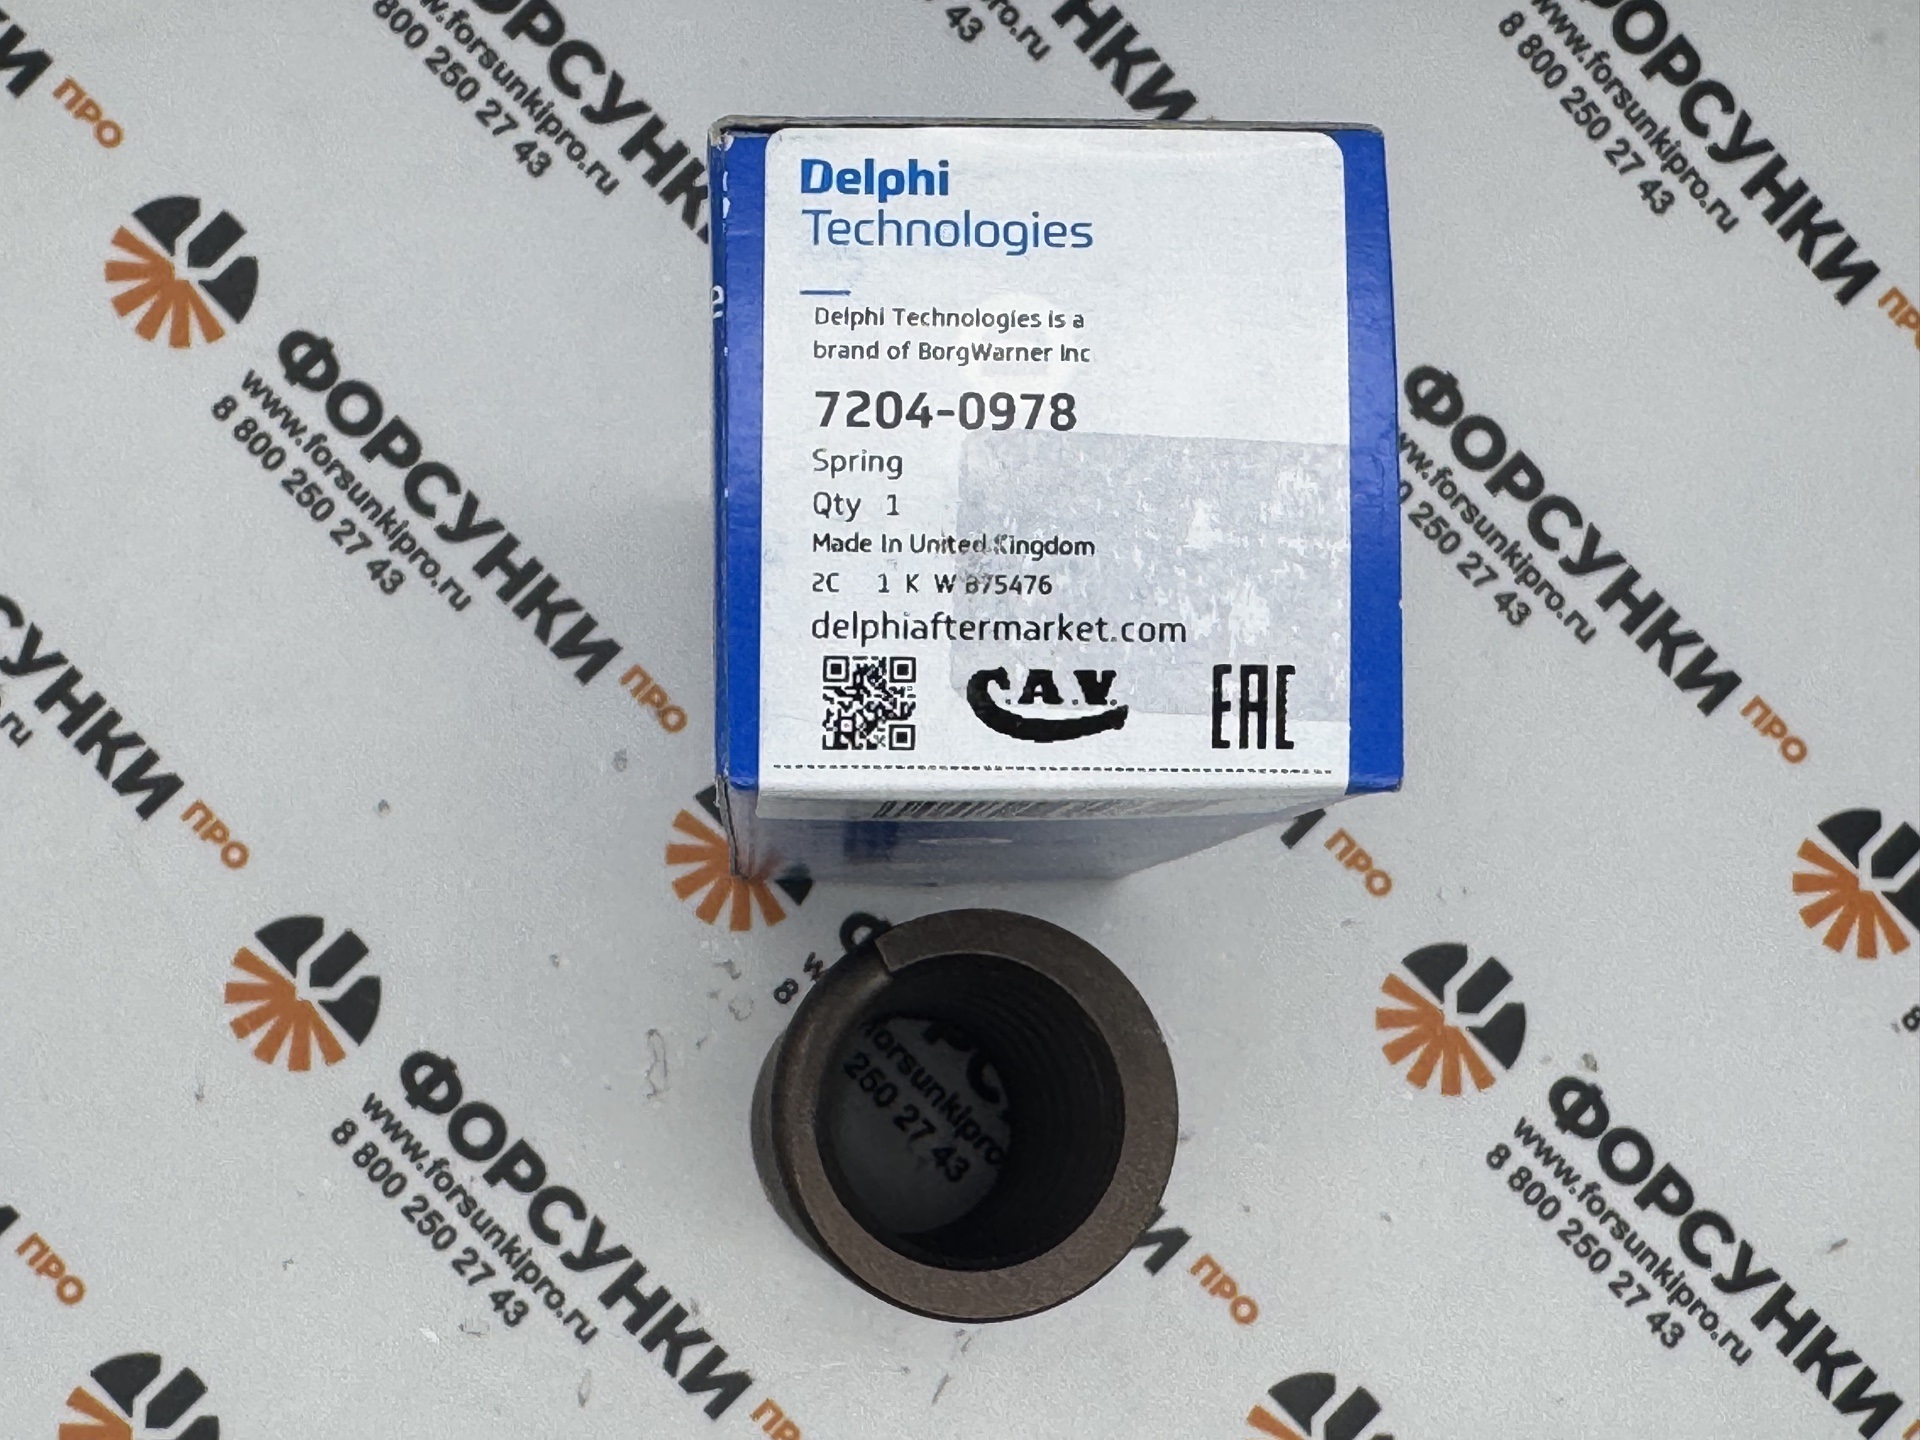 Delphi
Technologies
Delphi Technologies is a
brand of BorgWarner Inc
7204-0978
Spring
Qty 1
Made In United Kingdom
2C 1 K W 875476
delphiaftermarket.com
C.A.V.
EAC
ФОРСУНКИ ПРО
www.forsunkipro.ru
8 800 250 27 43